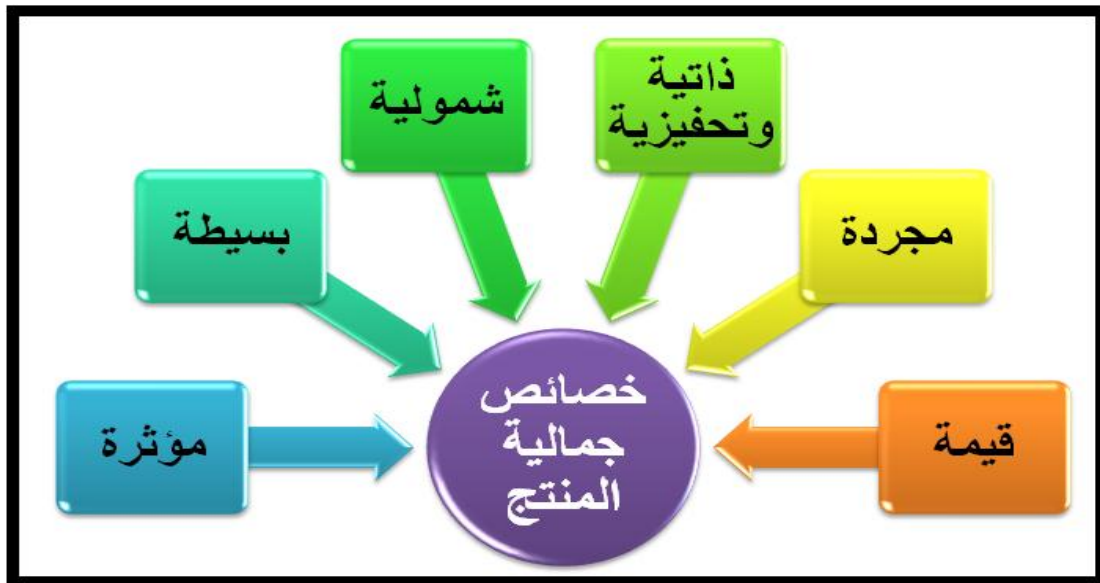 ذاتية
وتحفيزية
شمولية
مجردة
بسيطة
قيمة
مؤثرة
خصائص
جمالية
المنتج